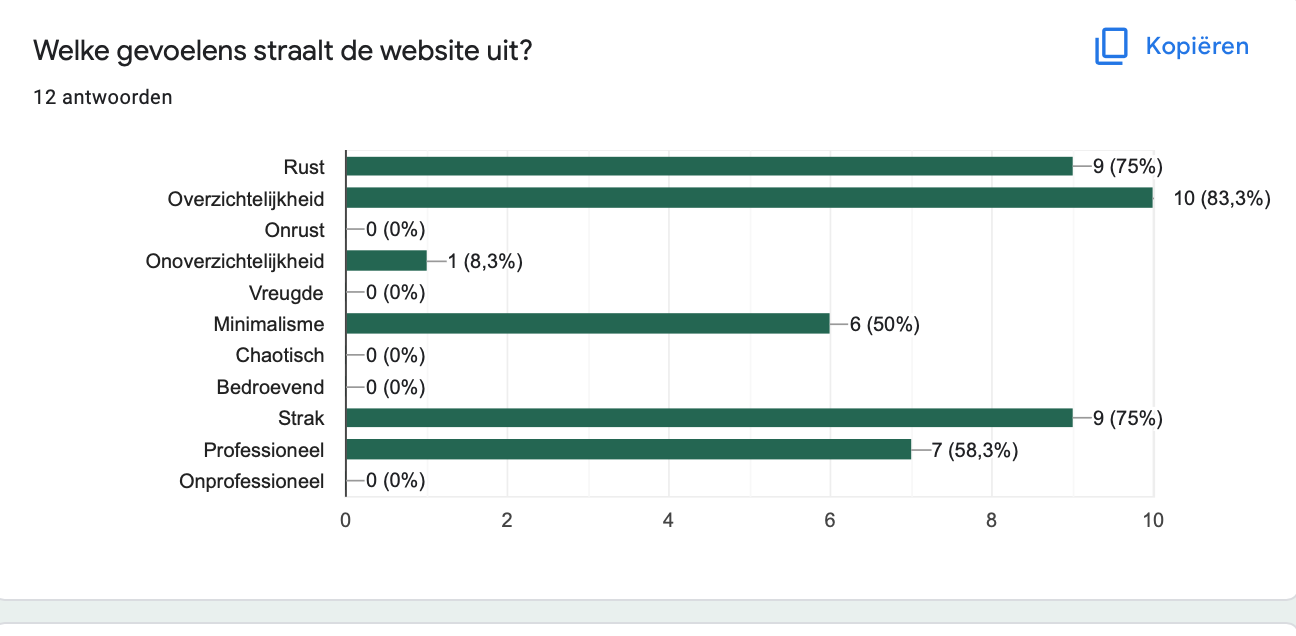 Welke gevoelens straalt de website uit?
Kopiëren
12 antwoorden
Rust 9 (75%)
Overzichtelijkheid 10 (83,3%)
Onrust 0 (0%)
Onoverzichtelijkheid 1 (8,3%)
Vreugde 0 (0%)
Minimalisme 6 (50%)
Chaotisch 0 (0%)
Bedroevend 0 (0%)
Strak 9 (75%)
Professioneel 7 (58,3%)
Onprofessioneel 0 (0%)
0 2 4 6 8 10